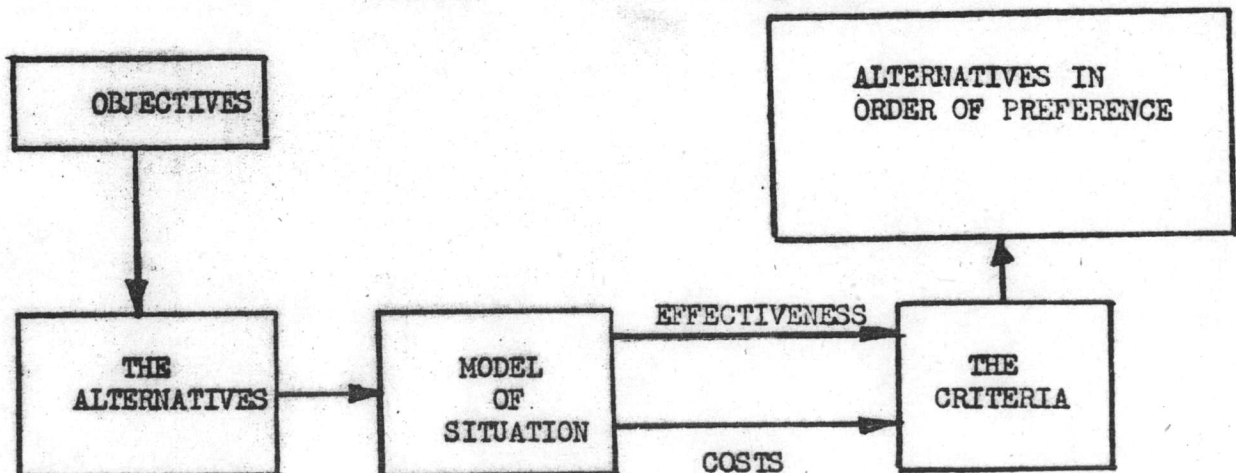 OBJECTIVES
ALTERNATIVES IN
ORDER OF PREFERENCE
THE
ALTERNATIVES
MODEL
OF
SITUATION
EFFECTIVENESS
COSTS
THE
CRITERIA